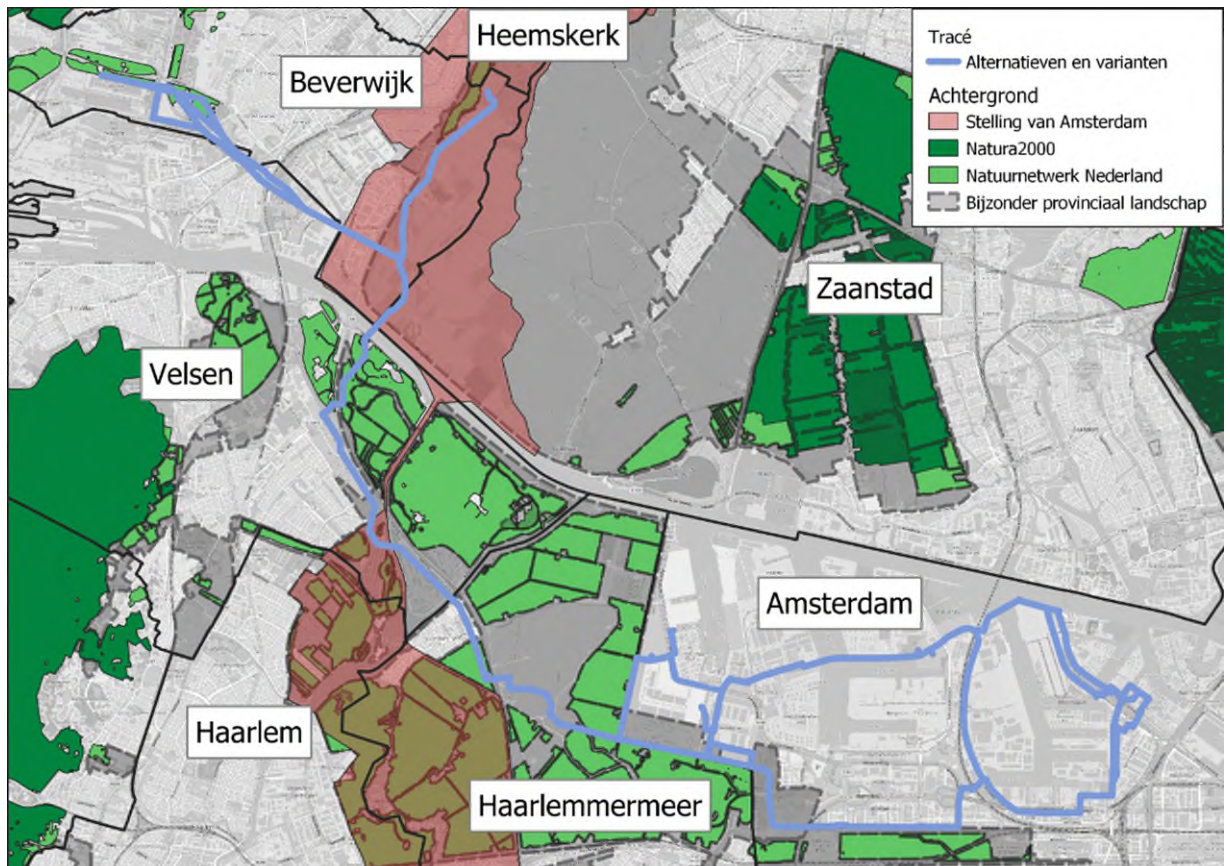 Heemskerk
Beverwijk
Tracé
Alternatieven en varianten
Achtergrond
Stelling van Amsterdam
Natura2000
Natuurnetwerk Nederland
Bijzonder provinciaal landschap
Zaanstad
Velsen
Amsterdam
Haarlem
Haarlemmermeer